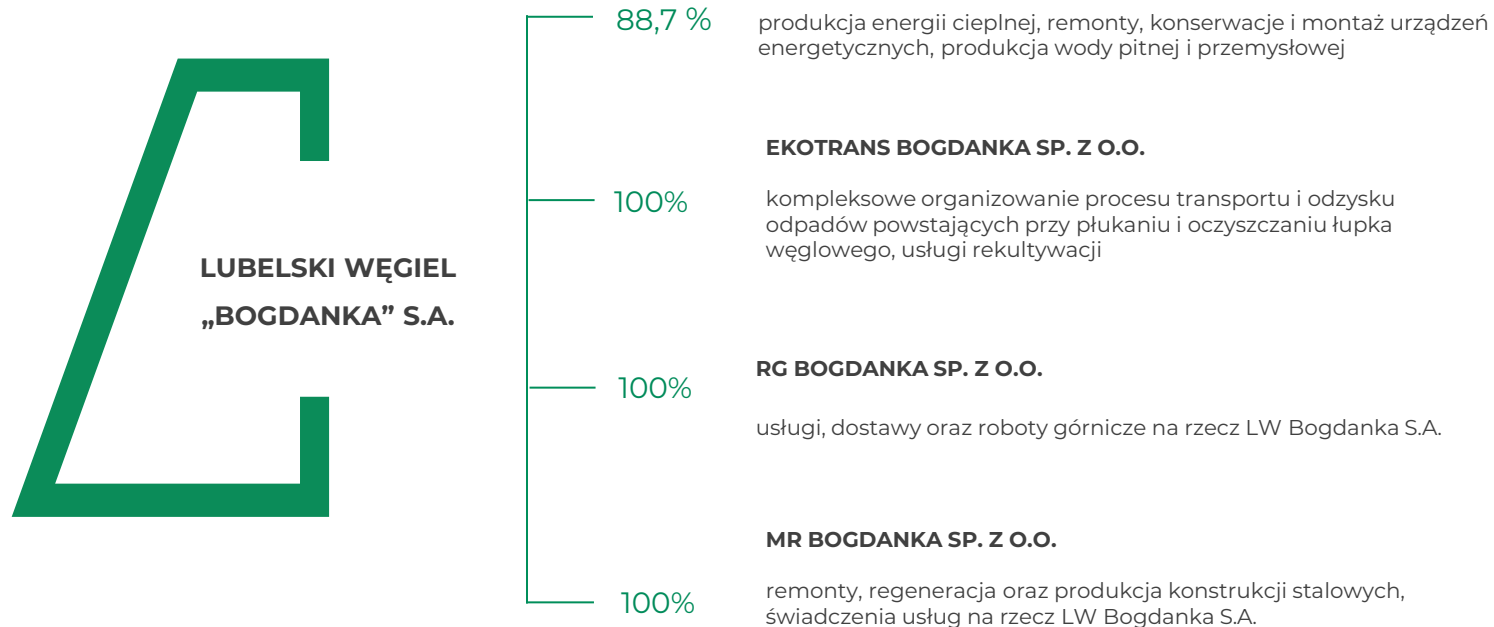 88,7 %
produkcja energii cieplnej, remonty, konserwacje i montaż urządzeń
energetycznych, produkcja wody pitnej i przemysłowej
EKOTRANS BOGDANKA SP. Z O.O.
100%
kompleksowe organizowanie procesu transportu i odzysku
odpadów powstających przy płukaniu i oczyszczaniu łupka
węglowego, usługi rekultywacji
LUBELSKI WĘGIEL
„BOGDANKA” S.A.
RG BOGDANKA SP. Z O.O.
100%
usługi, dostawy oraz roboty górnicze na rzecz LW Bogdanka S.A.
MR BOGDANKA SP. Z O.O.
100%
remonty, regeneracja oraz produkcja konstrukcji stalowych,
świadczenia usług na rzecz LW Bogdanka S.A.